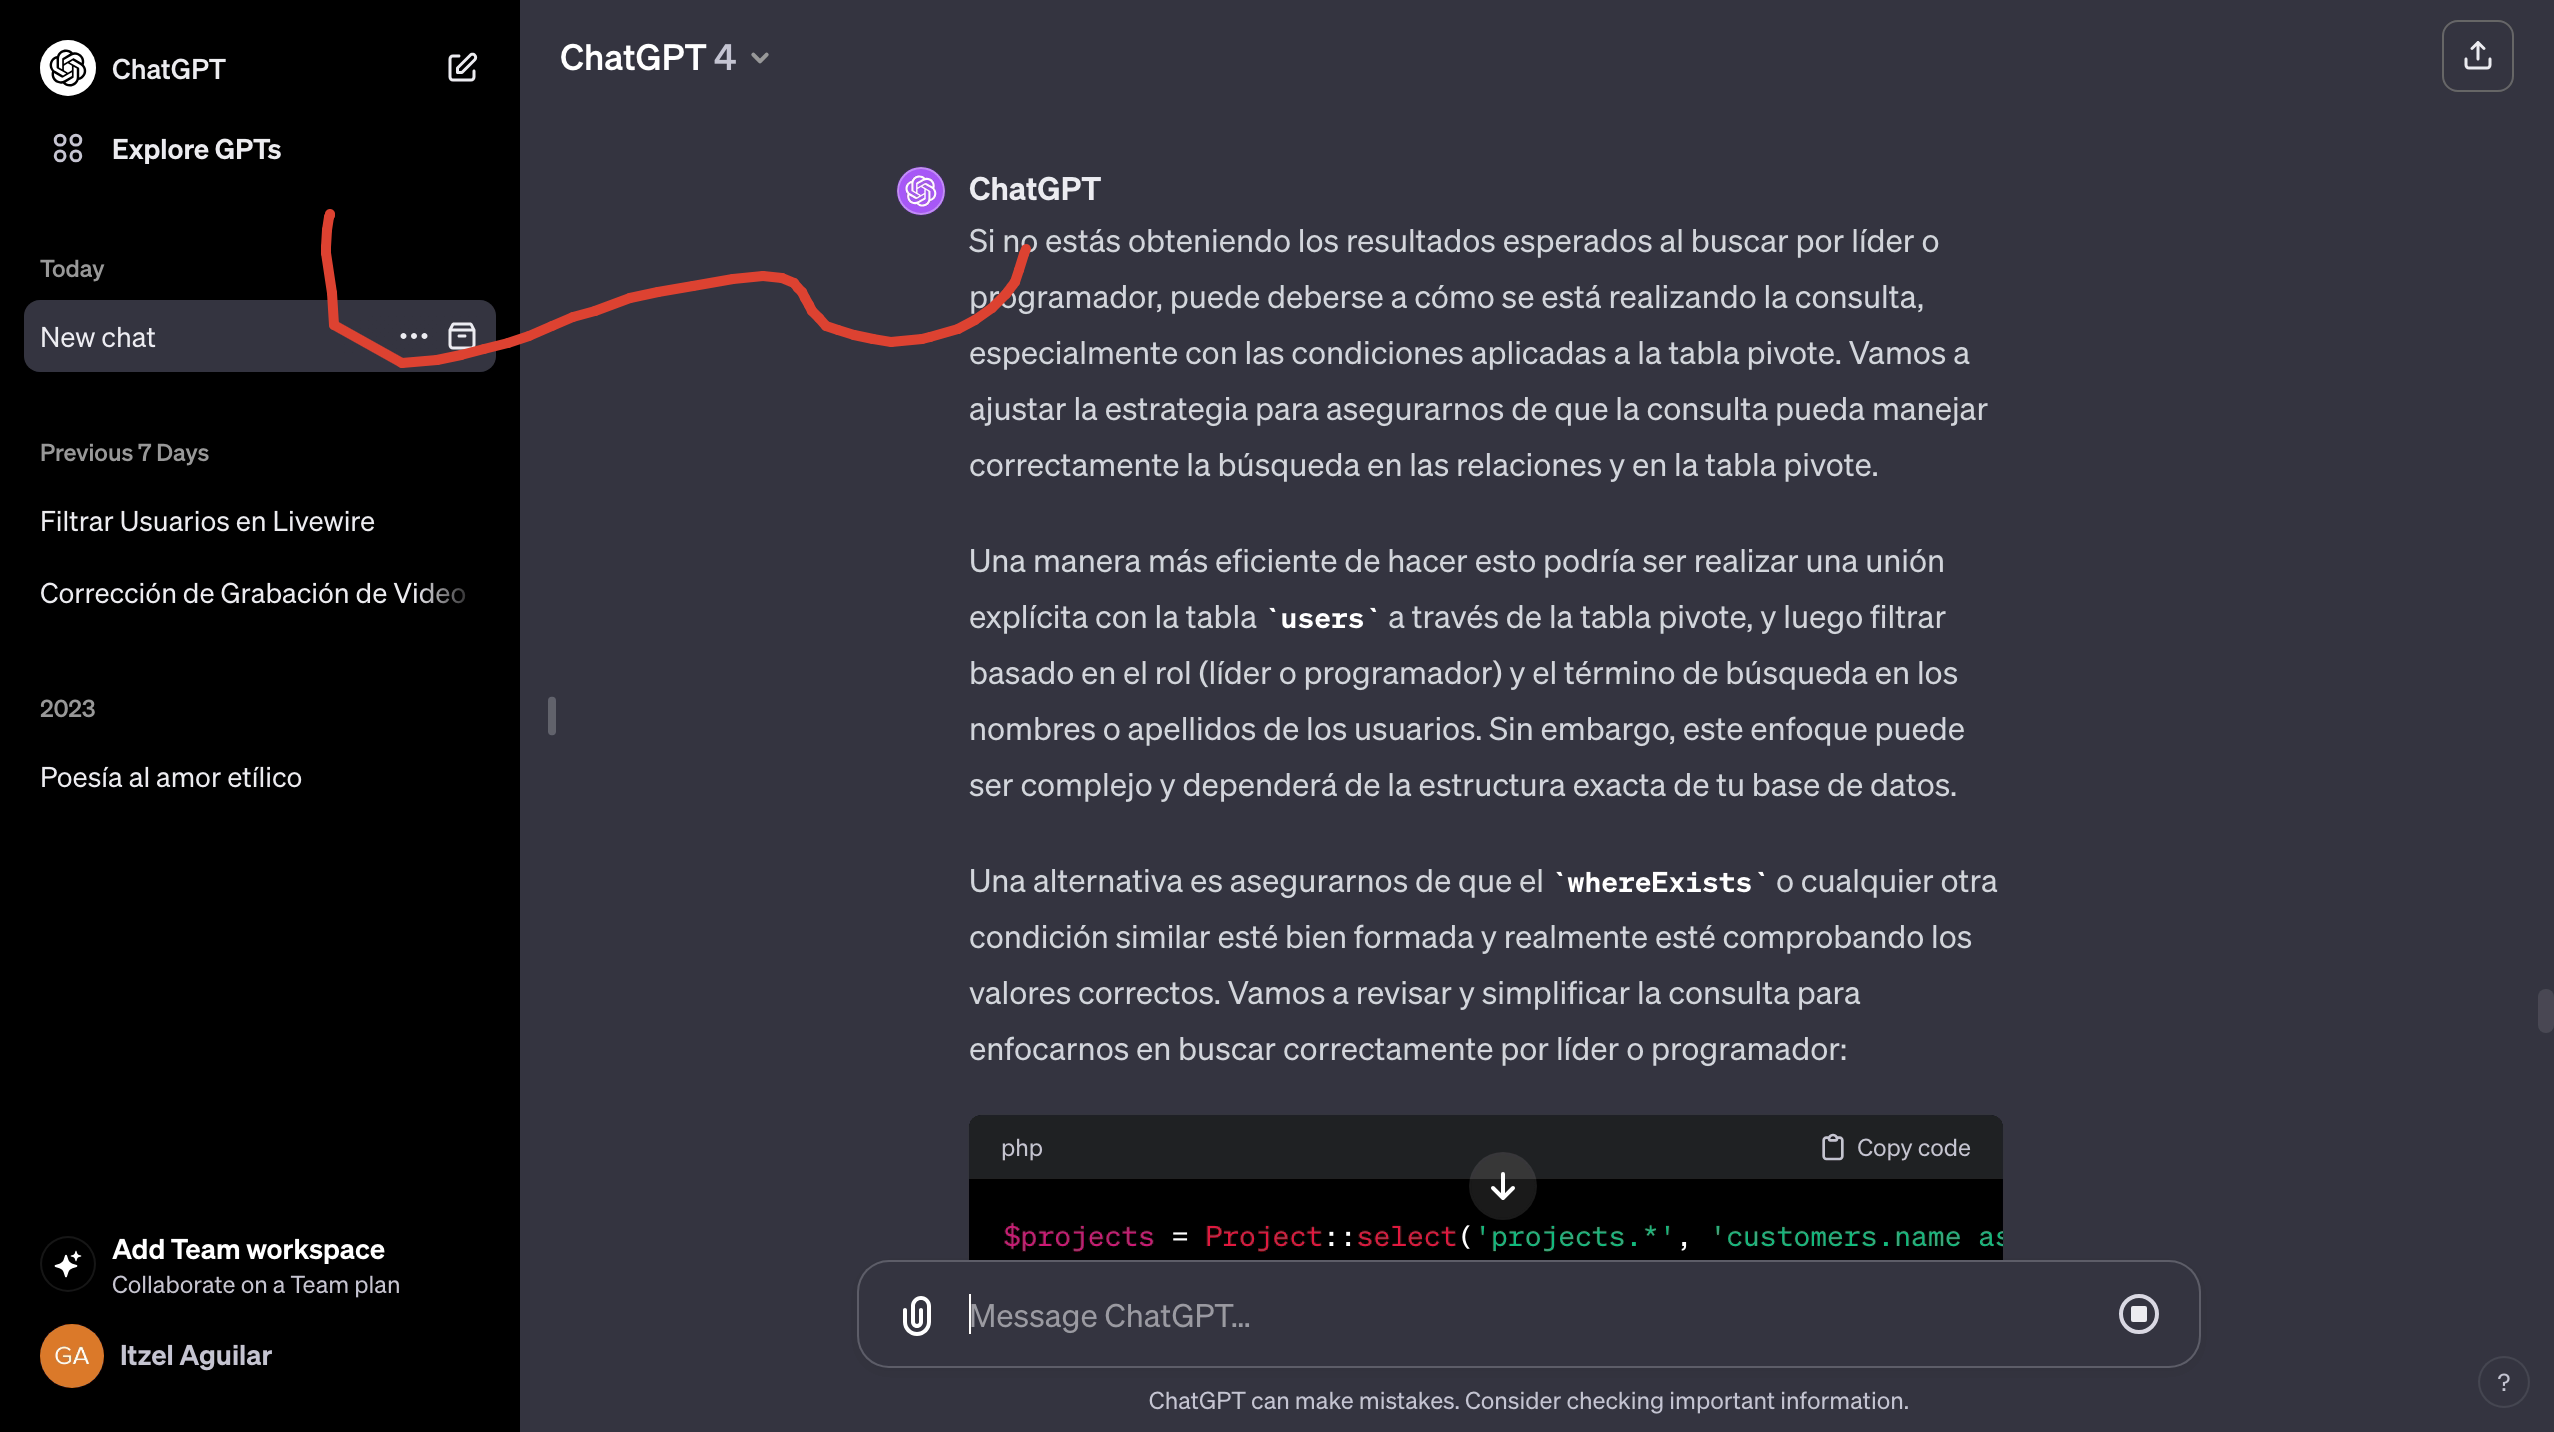 ChatGPT
Explore GPTs
Today
New chat
Previous 7 Days
Filtrar Usuarios en Livewire
Corrección de Grabación de Video
2023
Poesía al amor etílico
Add Team workspace
Collaborate on a Team plan
GA
Itzel Aguilar
ChatGPT 4
ChatGPT
Si no estás obteniendo los resultados esperados al buscar por líder o
programador, puede deberse a cómo se está realizando la consulta,
especialmente con las condiciones aplicadas a la tabla pivote. Vamos a
ajustar la estrategia para asegurarnos de que la consulta pueda manejar
correctamente la búsqueda en las relaciones y en la tabla pivote.
Una manera más eficiente de hacer esto podría ser realizar una unión
explícita con la tabla `users` a través de la tabla pivote, y luego filtrar
basado en el rol (líder o programador) y el término de búsqueda en los
nombres o apellidos de los usuarios. Sin embargo, este enfoque puede
ser complejo y dependerá de la estructura exacta de tu base de datos.
Una alternativa es asegurarnos de que el `whereExists` o cualquier otra
condición similar esté bien formada y realmente esté comprobando los
valores correctos. Vamos a revisar y simplificar la consulta para
enfocarnos en buscar correctamente por líder o programador:
php
Copy code
$projects = Project::select('projects.*', 'customers.name as
Message ChatGPT...
ChatGPT can make mistakes. Consider checking important information.
?